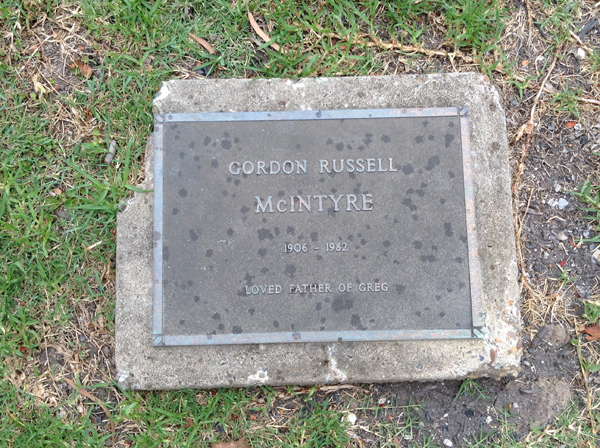 GORDON RUSSELL
McINTYRE
1906 - 1982
LOVED FATHER OF GREG